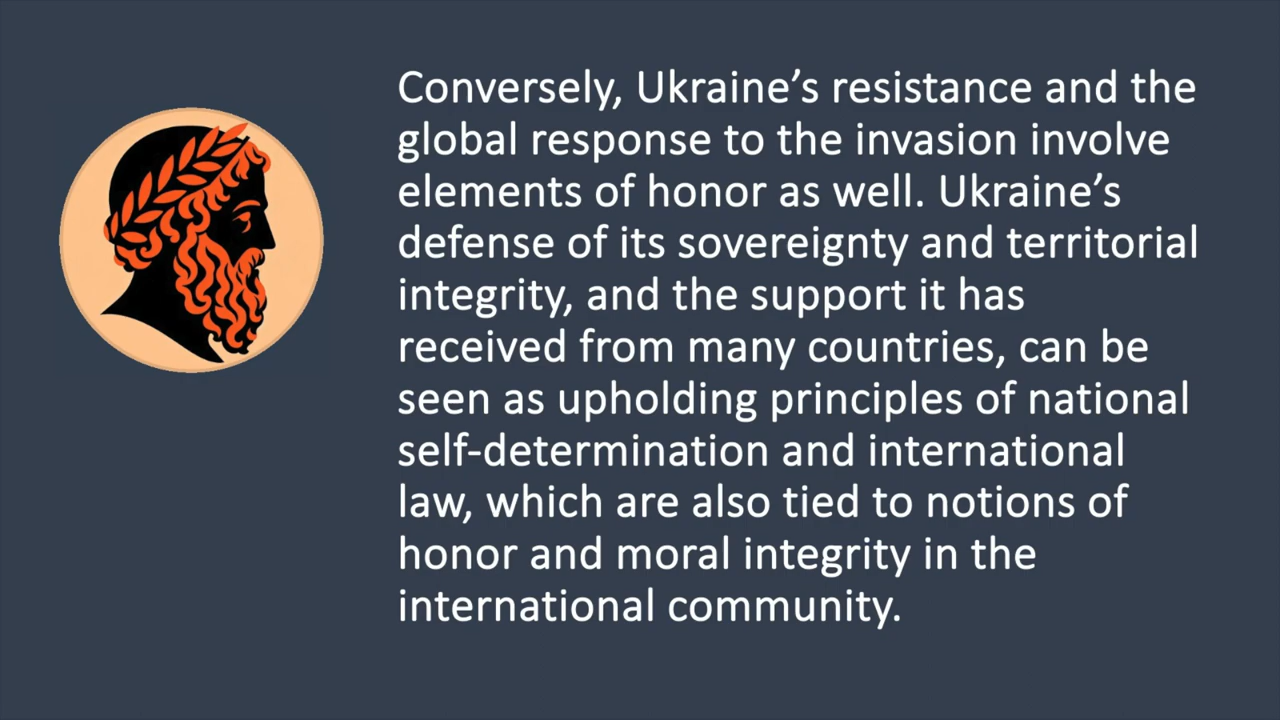 Conversely, Ukraine’s resistance and the
global response to the invasion involve
elements of honor as well. Ukraine’s
defense of its sovereignty and territorial
integrity, and the support it has
received from many countries, can be
seen as upholding principles of national
self-determination and international
law, which are also tied to notions of
honor and moral integrity in the
international community.